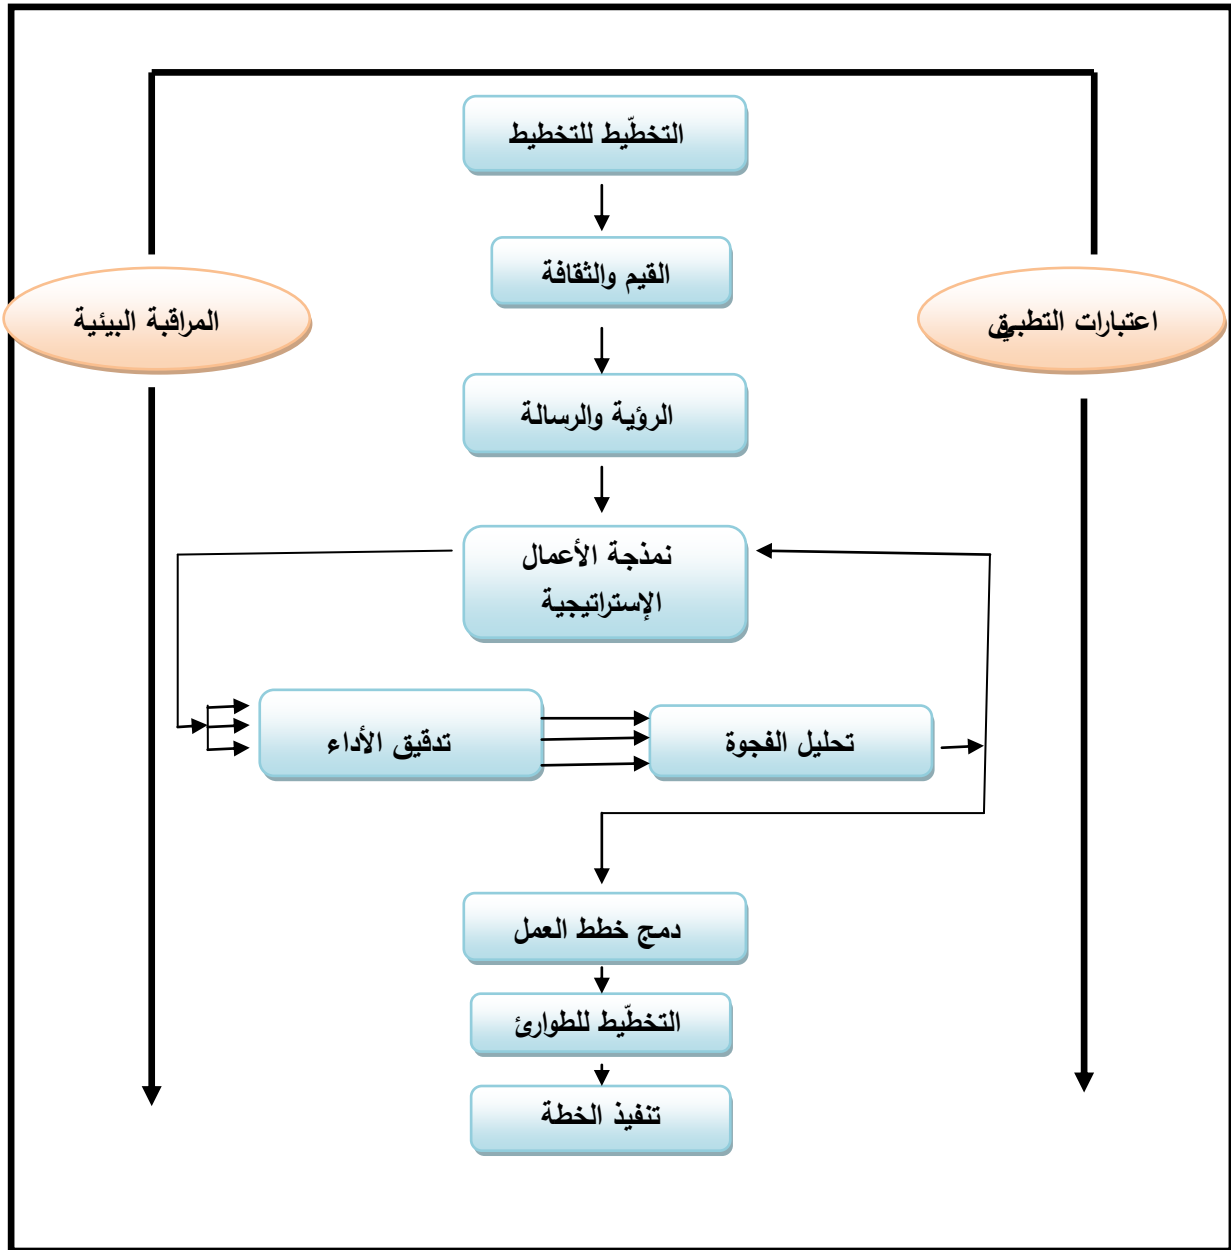 التخطّيط للتخطيط
القيم والثقافة
اعتبارات التطبيق
المراقبة البيئية
الرؤية والرسالة
نمذجة الأعمال
الإستراتيجية
تدقيق الأداء
تحليل الفجوة
دمج خطط العمل
التخطّيط للطوارئ
تنفيذ الخطة